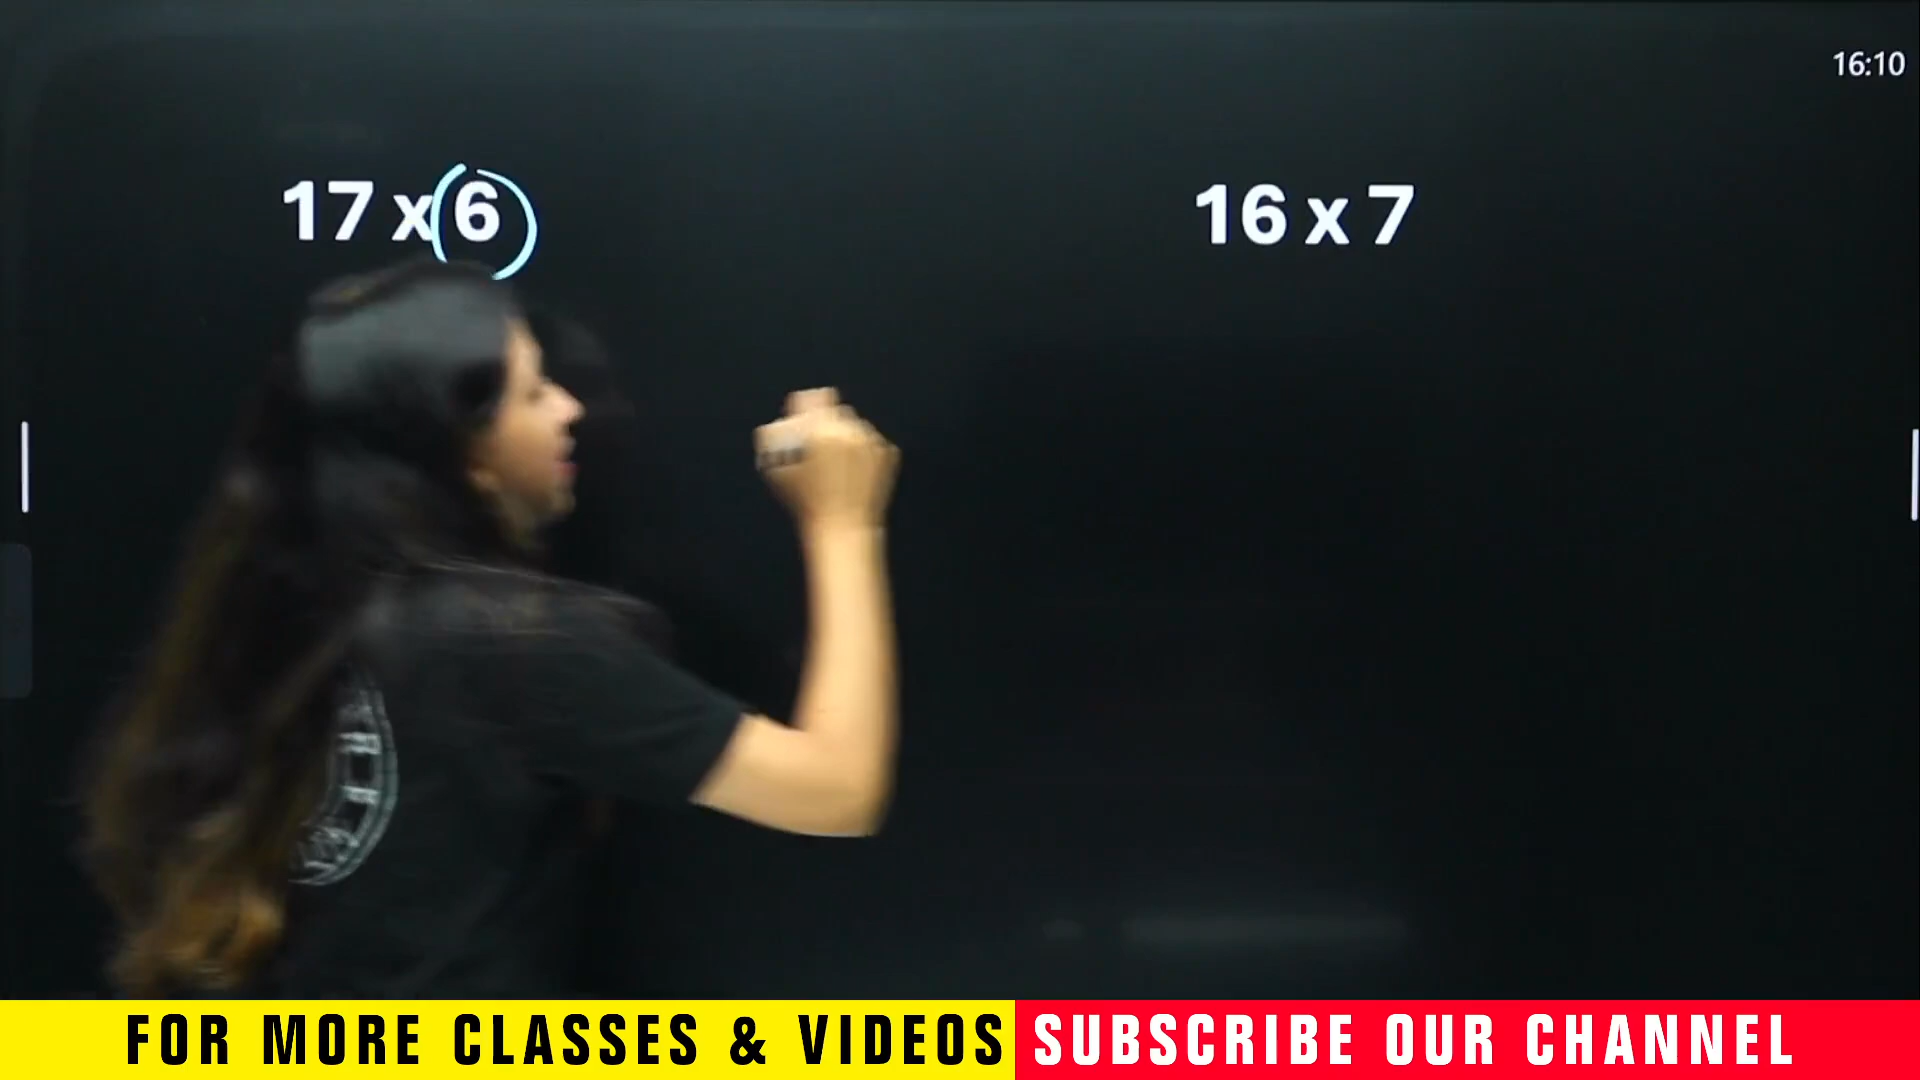 16:10
17 x 6
16 x 7
FOR MORE CLASSES & VIDEOS SUBSCRIBE OUR CHANNEL